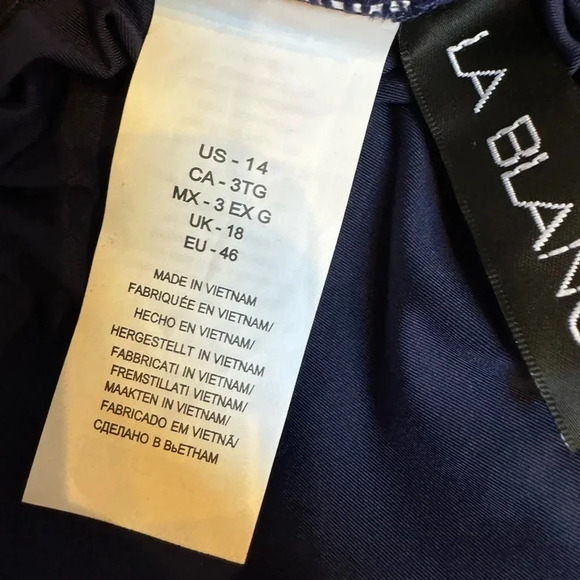 US - 14
CA - 3TG
MX - 3 EX G
UK - 18
EU - 46
MADE IN VIETNAM
FABRIQUÉE EN VIETNAM/
HECHO EN VIETNAM/
HERGESTELLT IN VIETNAM/
FABBRICATI IN VIETNAM/
FREMSTILLATI VIETNAM/
MAAKTEN IN VIETNAM/
FABRICADO EM VIETNÃ/
СДЕЛАНО В ВЬЕТНАМ
LA BLANC